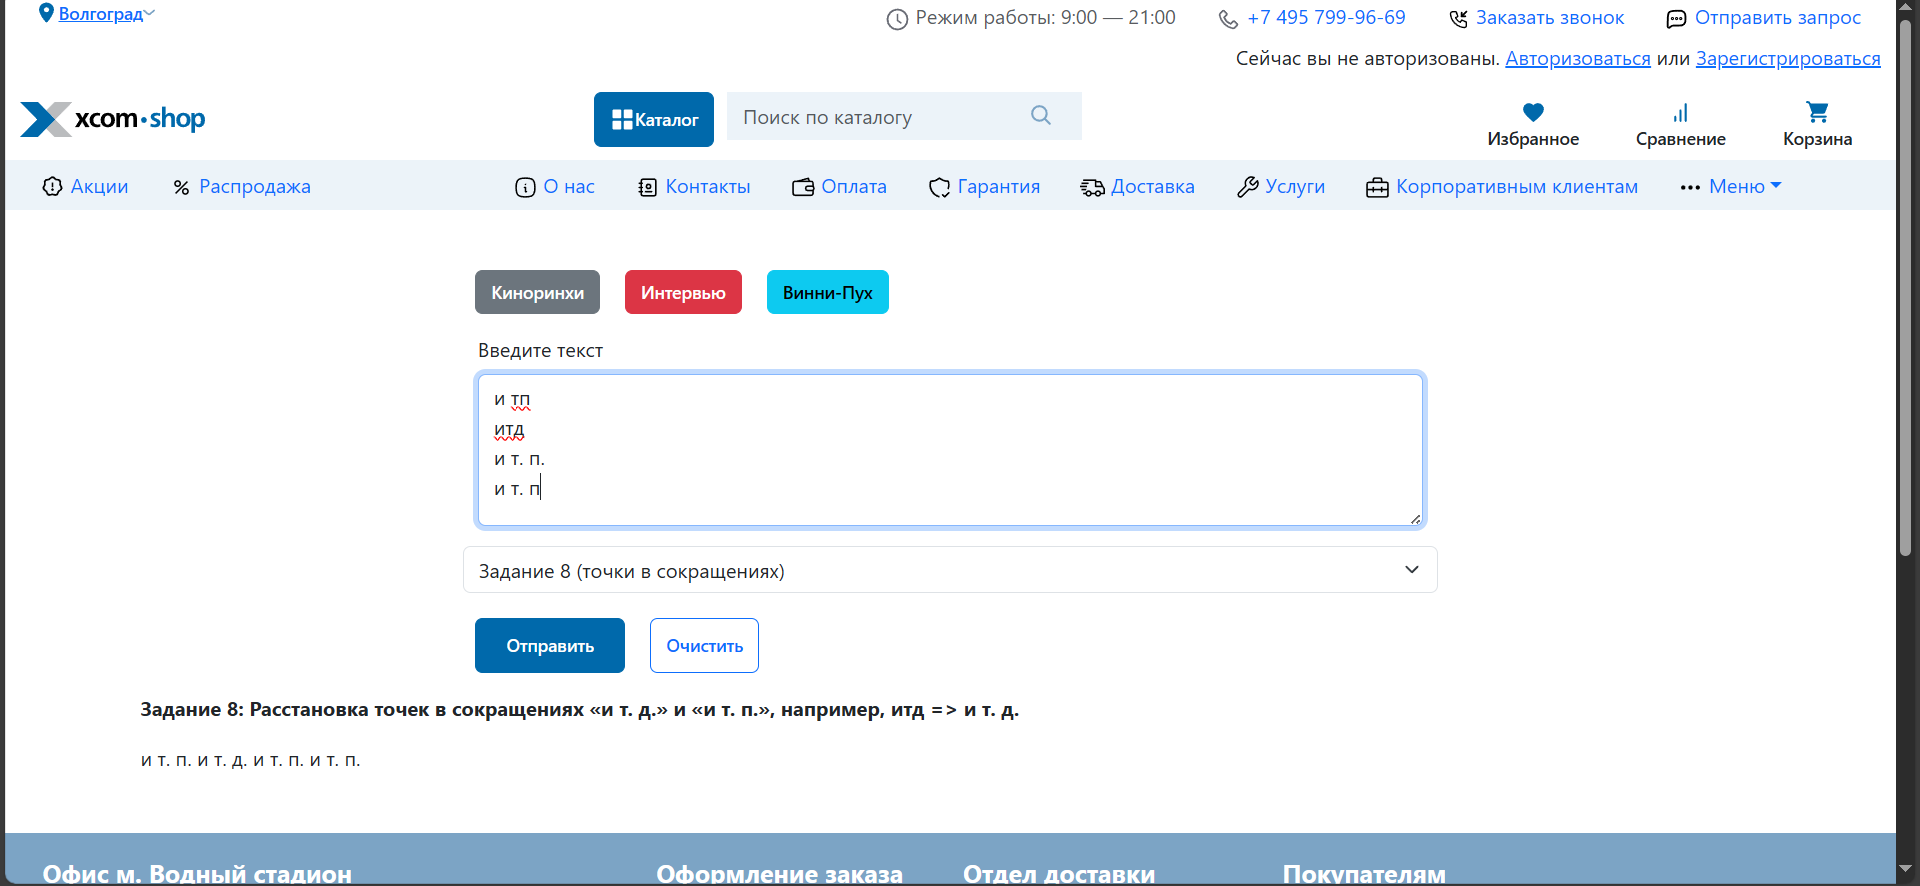 Волгоград
Режим работы: 9:00 — 21:00
+7 495 799-96-69
Заказать звонок
Отправить запрос
Сейчас вы не авторизованы. Авторизоваться или Зарегистрироваться
xcom·shop
Каталог
Поиск по каталогу
Избранное
Сравнение
Корзина
Акции
Распродажа
О нас
Контакты
Оплата
Гарантия
Доставка
Услуги
Корпоративным клиентам
Меню
Киноринхи
Интервью
Винни-Пух
Введите текст
и тп
итд
и т. п.
и т. п
Задание 8 (точки в сокращениях)
Отправить
Очистить
Задание 8: Расстановка точек в сокращениях «и т. д.» и «и т. п.», например, итд => и т. д.
и т. п. и т. д. и т. п. и т. п.
Офис м. Водный стадион
Оформление заказа
Отдел доставки
Покупателям